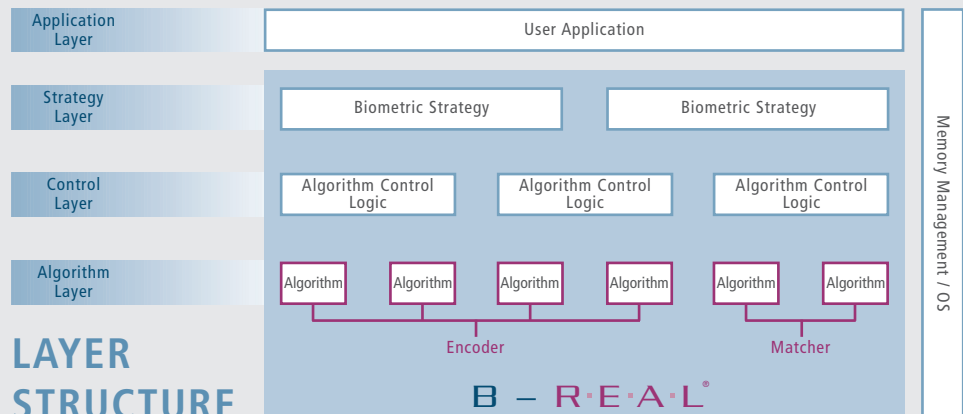 Application
Layer
User Application
Strategy
Layer
Biometric Strategy
Biometric Strategy
Control
Layer
Algorithm Control
Logic
Algorithm Control
Logic
Algorithm Control
Logic
Algorithm
Layer
Algorithm
Algorithm
Algorithm
Algorithm
Algorithm
Algorithm
Encoder
Matcher
LAYER
STRUCTURE
B – R·E·A·L®
Memory Management / OS